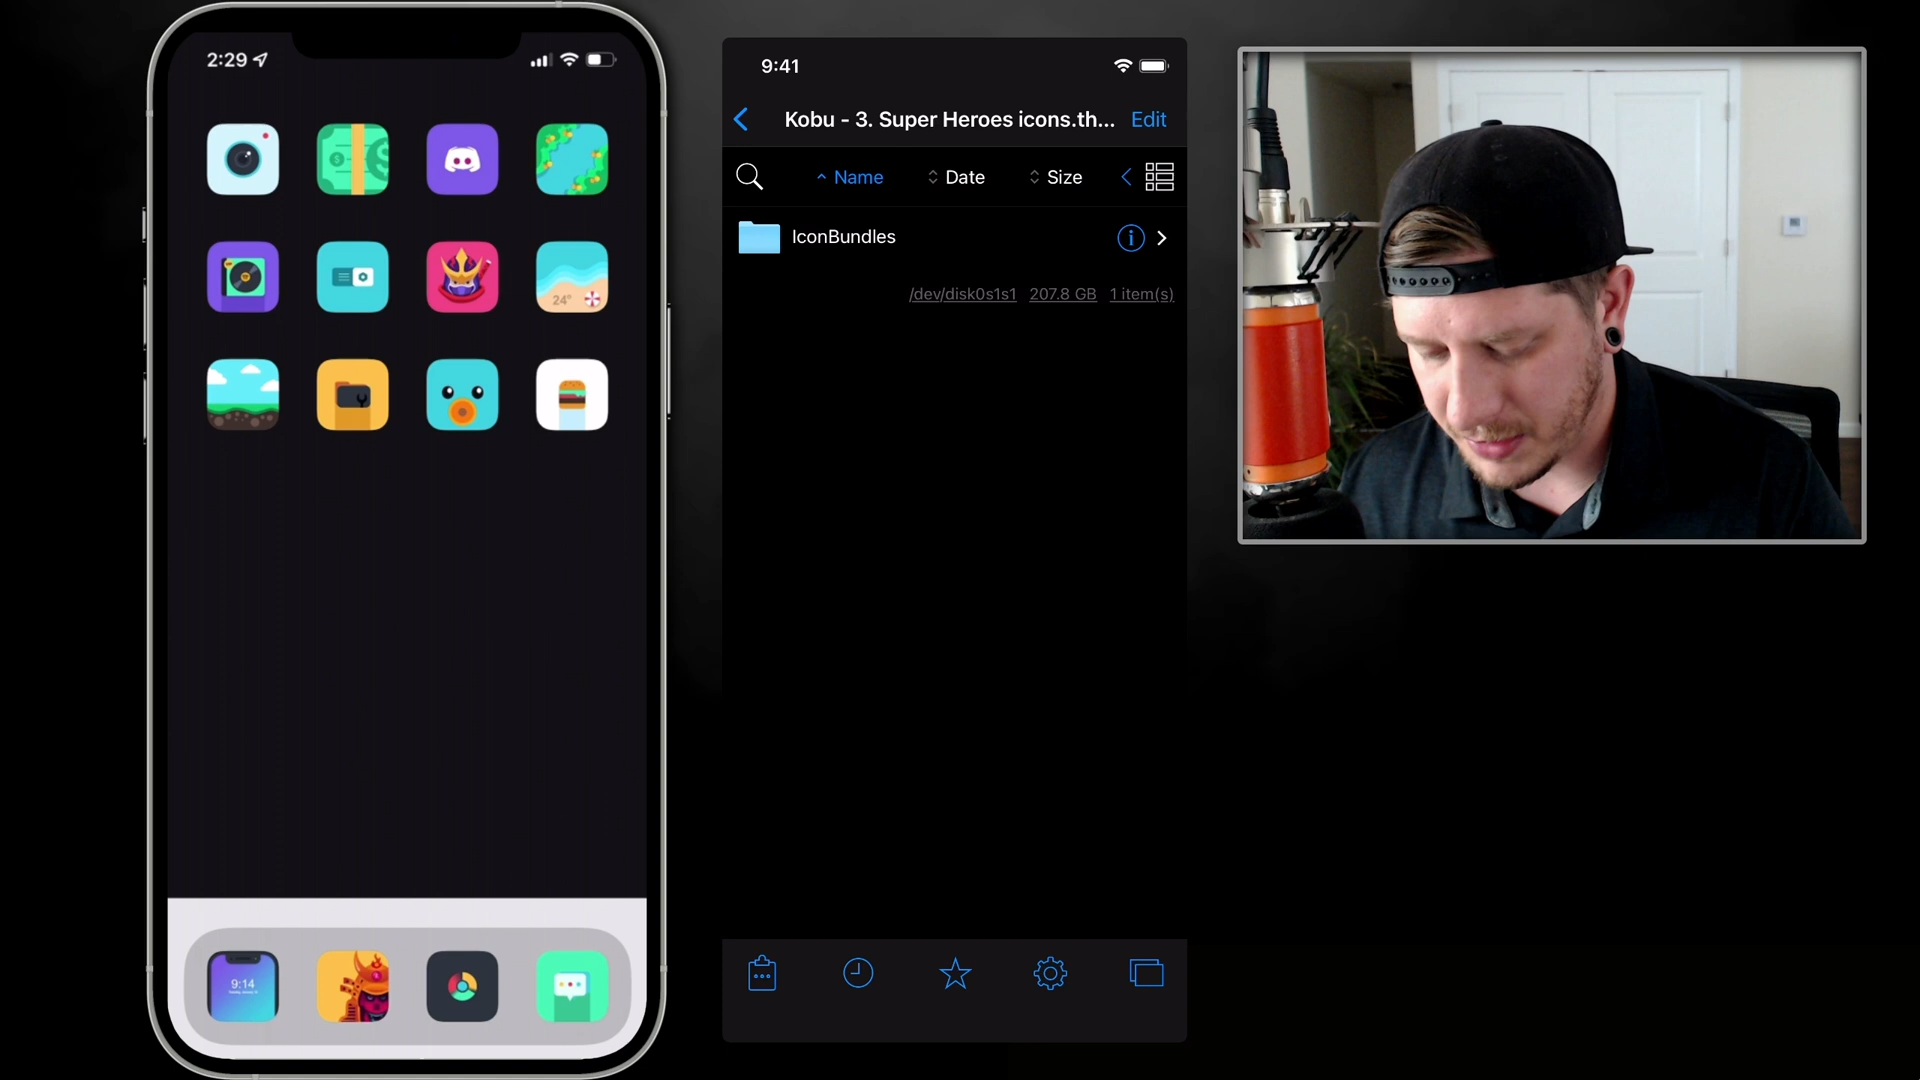 2:29
24°
9:14
9:41
Kobu - 3. Super Heroes icons.th... Edit
Name Date Size
IconBundles
/dev/disk0s1s1 207.8 GB 1 item(s)